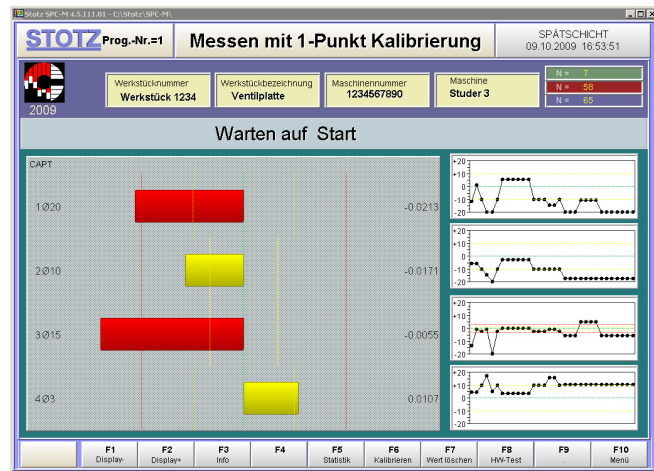 Stotz SPC-M 4.5.111.01 - C:\Stotz\SPC-M\
STOTZ Prog.-Nr.=1 Messen mit 1-Punkt Kalibrierung SPÄTSCHICHT
09.10.2009 16:53:51
2009
Werkstücknummer
Werkstück 1234
Werkstückbezeichnung
Ventilplatte
Maschinennummer
1234567890
Maschine
Studer 3
N = 7
N = 58
N = 65
Warten auf Start
CAPT
1Ø20 -0.0213
2Ø10 -0.0171
3Ø15 -0.0055
4Ø3 0.0107
+20
+10
0
-10
-20
+20
+10
0
-10
-20
+20
+10
0
-10
-20
+20
+10
0
-10
-20
F1 F2 F3 F4 F5 F6 F7 F8 F9 F10
Display- Display+ Info Statistik Kalibrieren Wert löschen HW-Test Menü